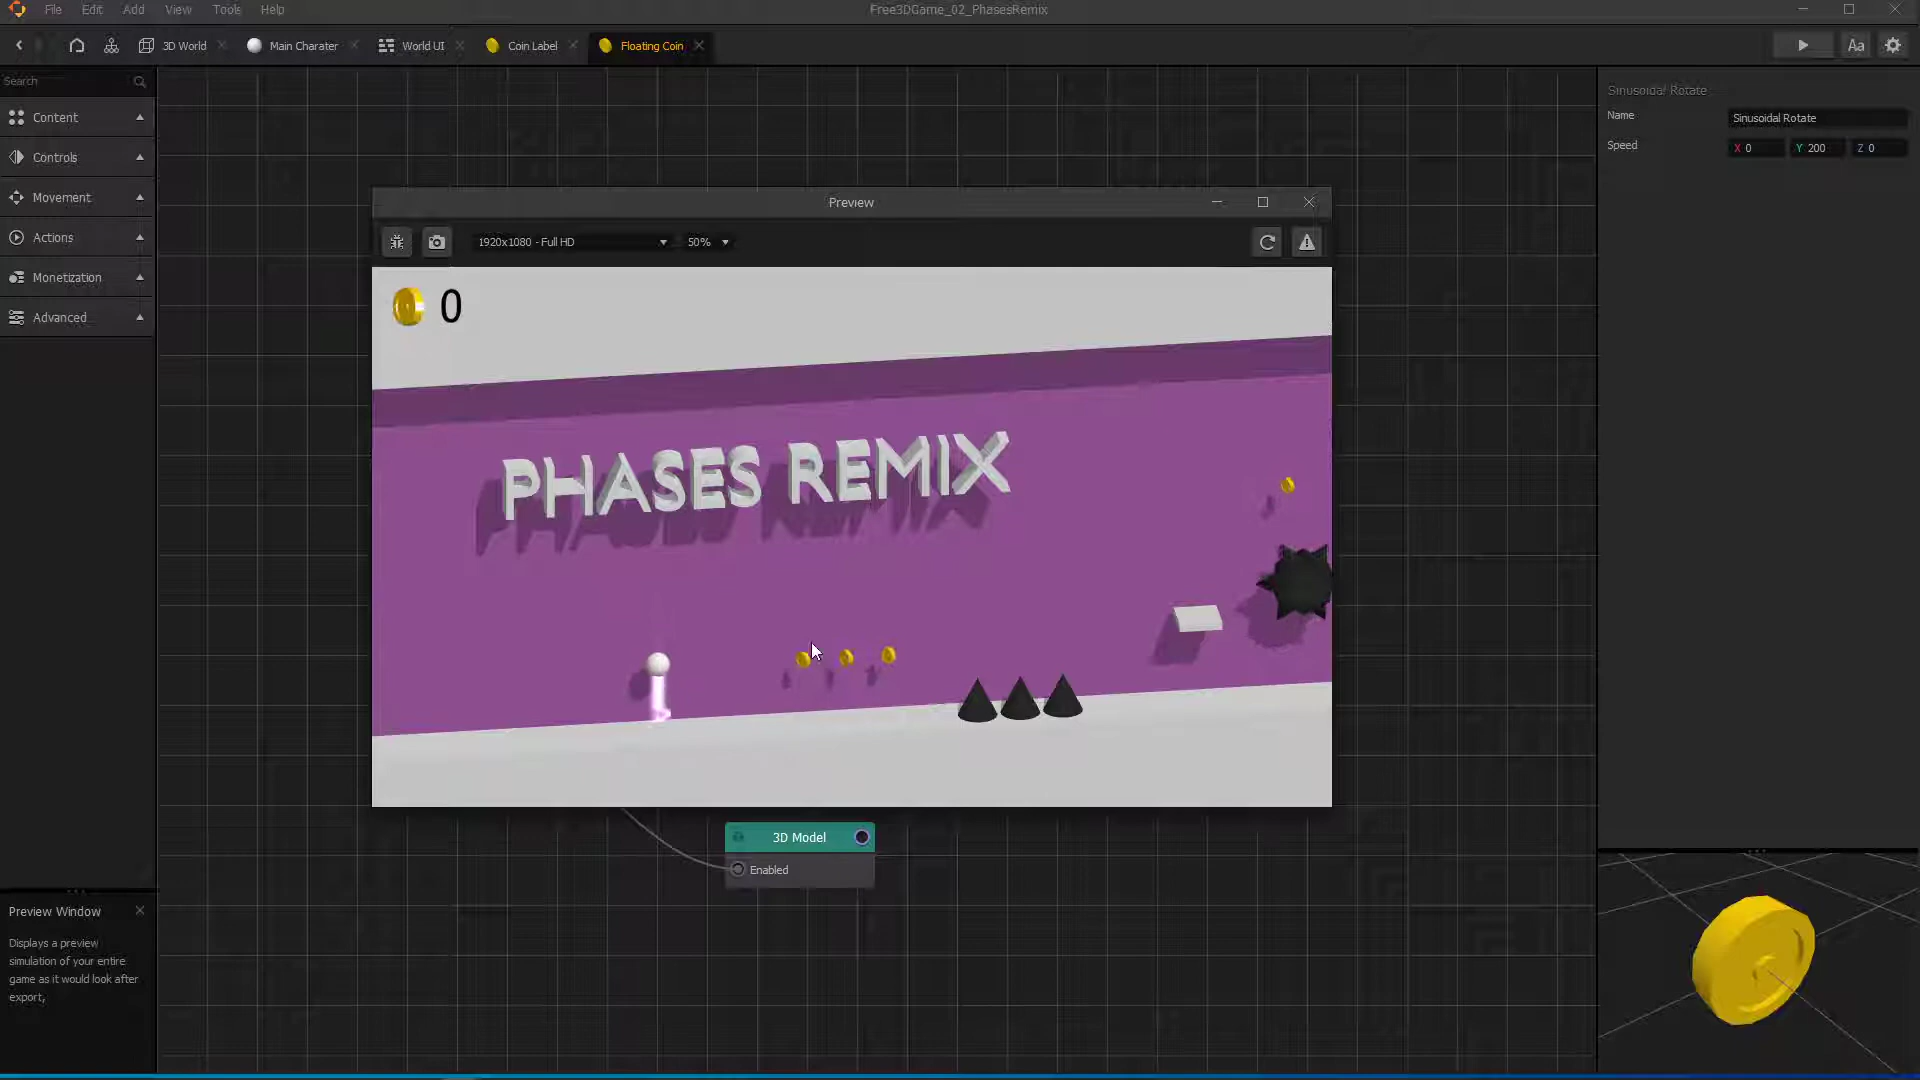 File Edit Add View Tools Help
Free3DGame_02_PhasesRemix
3D World
Main Charater
World UI
Coin Label
Floating Coin
Aa
Search
Content
Controls
Movement
Actions
Monetization
Advanced
Sinusoidal Rotate
Name
Sinusoidal Rotate
Speed
X 0
Y 200
Z 0
Preview
1920x1080 - Full HD
50%
0
PHASES REMIX
3D Model
Enabled
Preview Window
Displays a preview
simulation of your entire
game as it would look after
export,